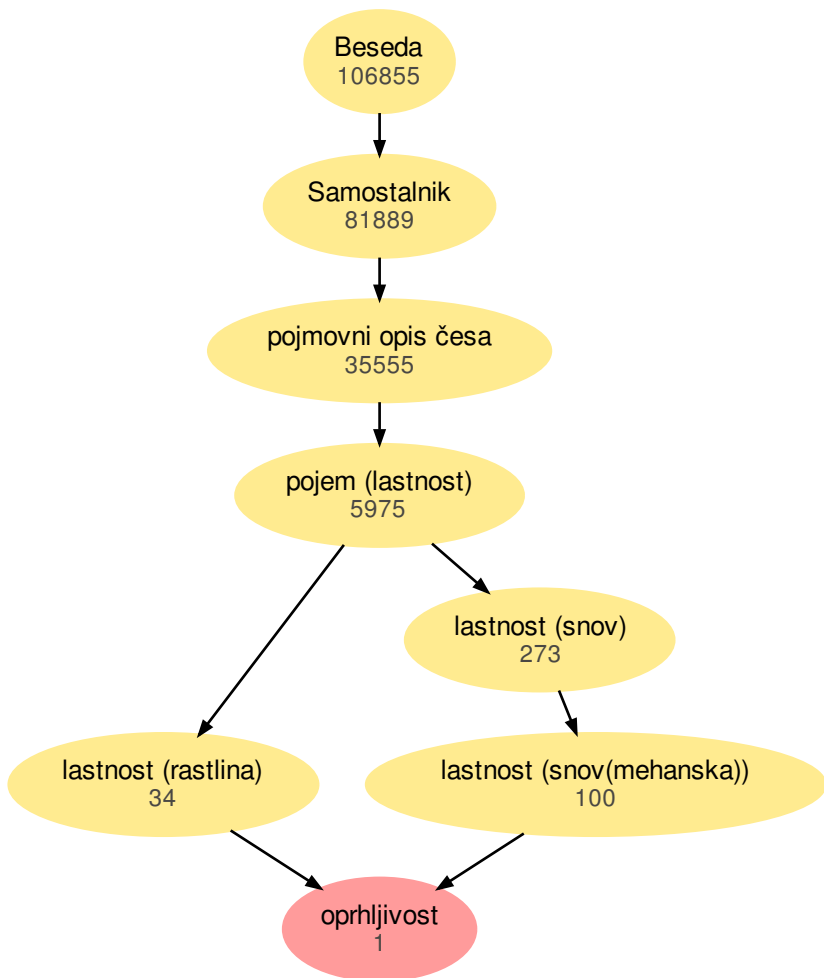 Beseda
106855
Samostalnik
81889
pojmovni opis česa
35555
pojem (lastnost)
5975
lastnost (snov)
273
lastnost (rastlina)
34
lastnost (snov(mehanska))
100
oprhljivost
1